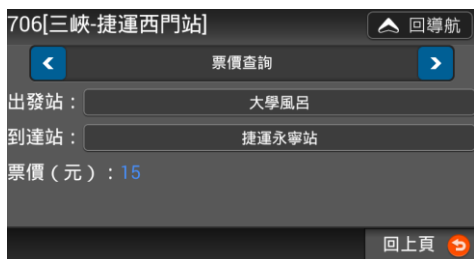 706[三峽-捷運西門站] 回導航
票價查詢
出發站： 大學風呂
到達站： 捷運永寧站
票價（元）：15
回上頁